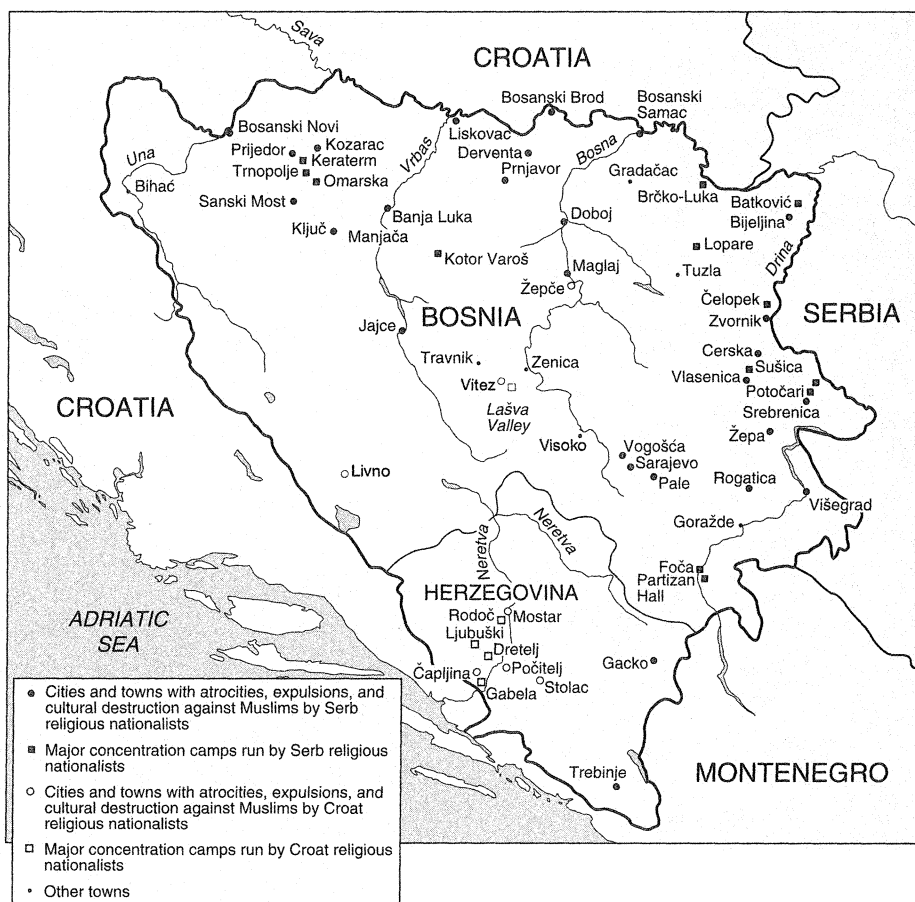 Sava
CROATIA
Bosanski Brod
Bosanski
Samac
Bosanski Novi
Liskovac
Kozarac
Prijedor
Keraterm
Vrbas
Derventa
Bosna
Una
Trnopolje
Prnjavor
Gradačac
Omarska
Bihać
Brčko-Luka
Batković
Sanski Most
Banja Luka
Doboj
Bijeljina
Ključ
Manjača
Lopare
Drina
Kotor Varoš
Maglaj
Tuzla
Žepče
Čelopek
BOSNIA
SERBIA
Zvornik
Jajce
Cerska
Travnik
Zenica
Sušica
Vitez
Vlasenica
Potočari
CROATIA
Lašva
Valley
Srebrenica
Visoko
Žepa
Vogošća
Livno
Sarajevo
Pale
Rogatica
Višegrad
Neretva
Neretva
Goražde
Foča
Partizan
Hall
HERZEGOVINA
Rodoč
Mostar
ADRIATIC
SEA
Ljubuški
Dretelj
Počitelj
Gacko
Čapljina
Stolac
Gabela
Trebinje
MONTENEGRO
Cities and towns with atrocities, expulsions, and
cultural destruction against Muslims by Serb
religious nationalists
Major concentration camps run by Serb religious
nationalists
Cities and towns with atrocities, expulsions, and
cultural destruction against Muslims by Croat
religious nationalists
Major concentration camps run by Croat religious
nationalists
Other towns